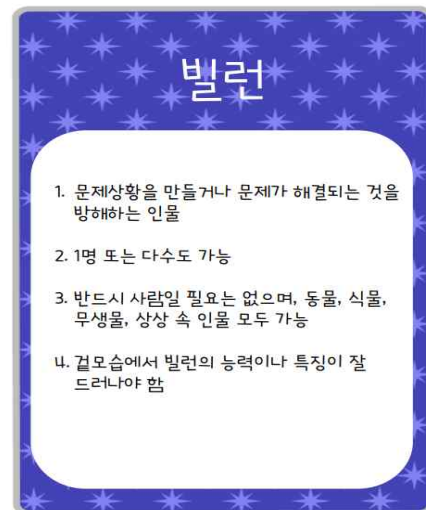 빌런
1. 문제상황을 만들거나 문제가 해결되는 것을
방해하는 인물
2. 1명 또는 다수도 가능
3. 반드시 사람일 필요는 없으며, 동물, 식물,
무생물, 상상 속 인물 모두 가능
4. 겉모습에서 빌런의 능력이나 특징이 잘
드러나야 함